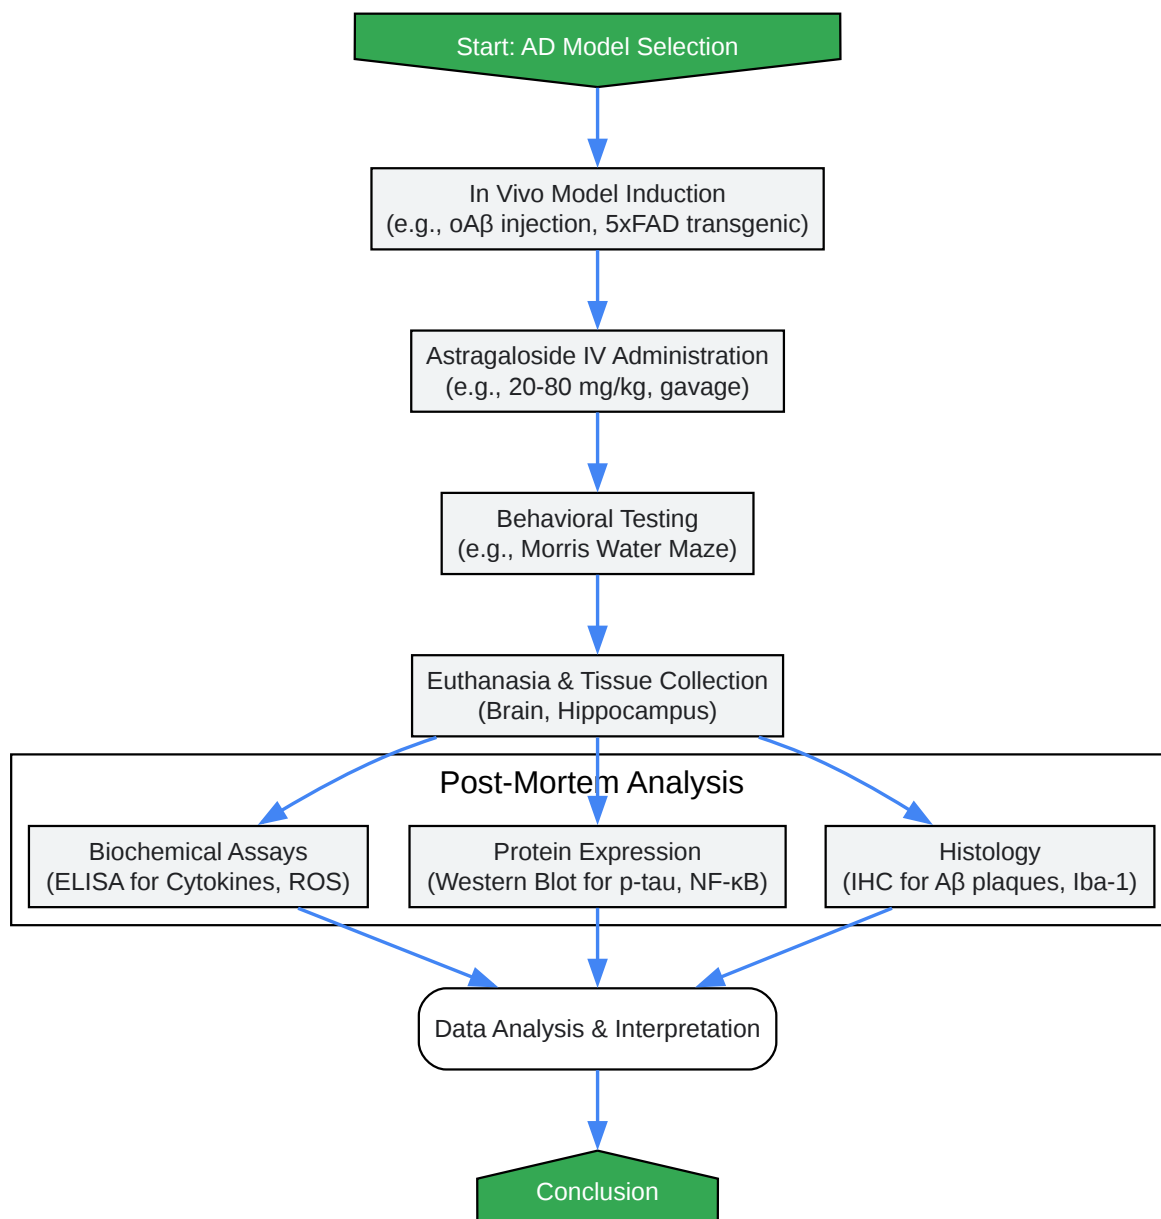 Start: AD Model Selection
In Vivo Model Induction
(e.g., oAβ injection, 5xFAD transgenic)
Astragaloside IV Administration
(e.g., 20-80 mg/kg, gavage)
Behavioral Testing
(e.g., Morris Water Maze)
Euthanasia & Tissue Collection
(Brain, Hippocampus)
Post-Mortem Analysis
Biochemical Assays
(ELISA for Cytokines, ROS)
Protein Expression
(Western Blot for p-tau, NF-κB)
Histology
(IHC for Aβ plaques, Iba-1)
Data Analysis & Interpretation
Conclusion